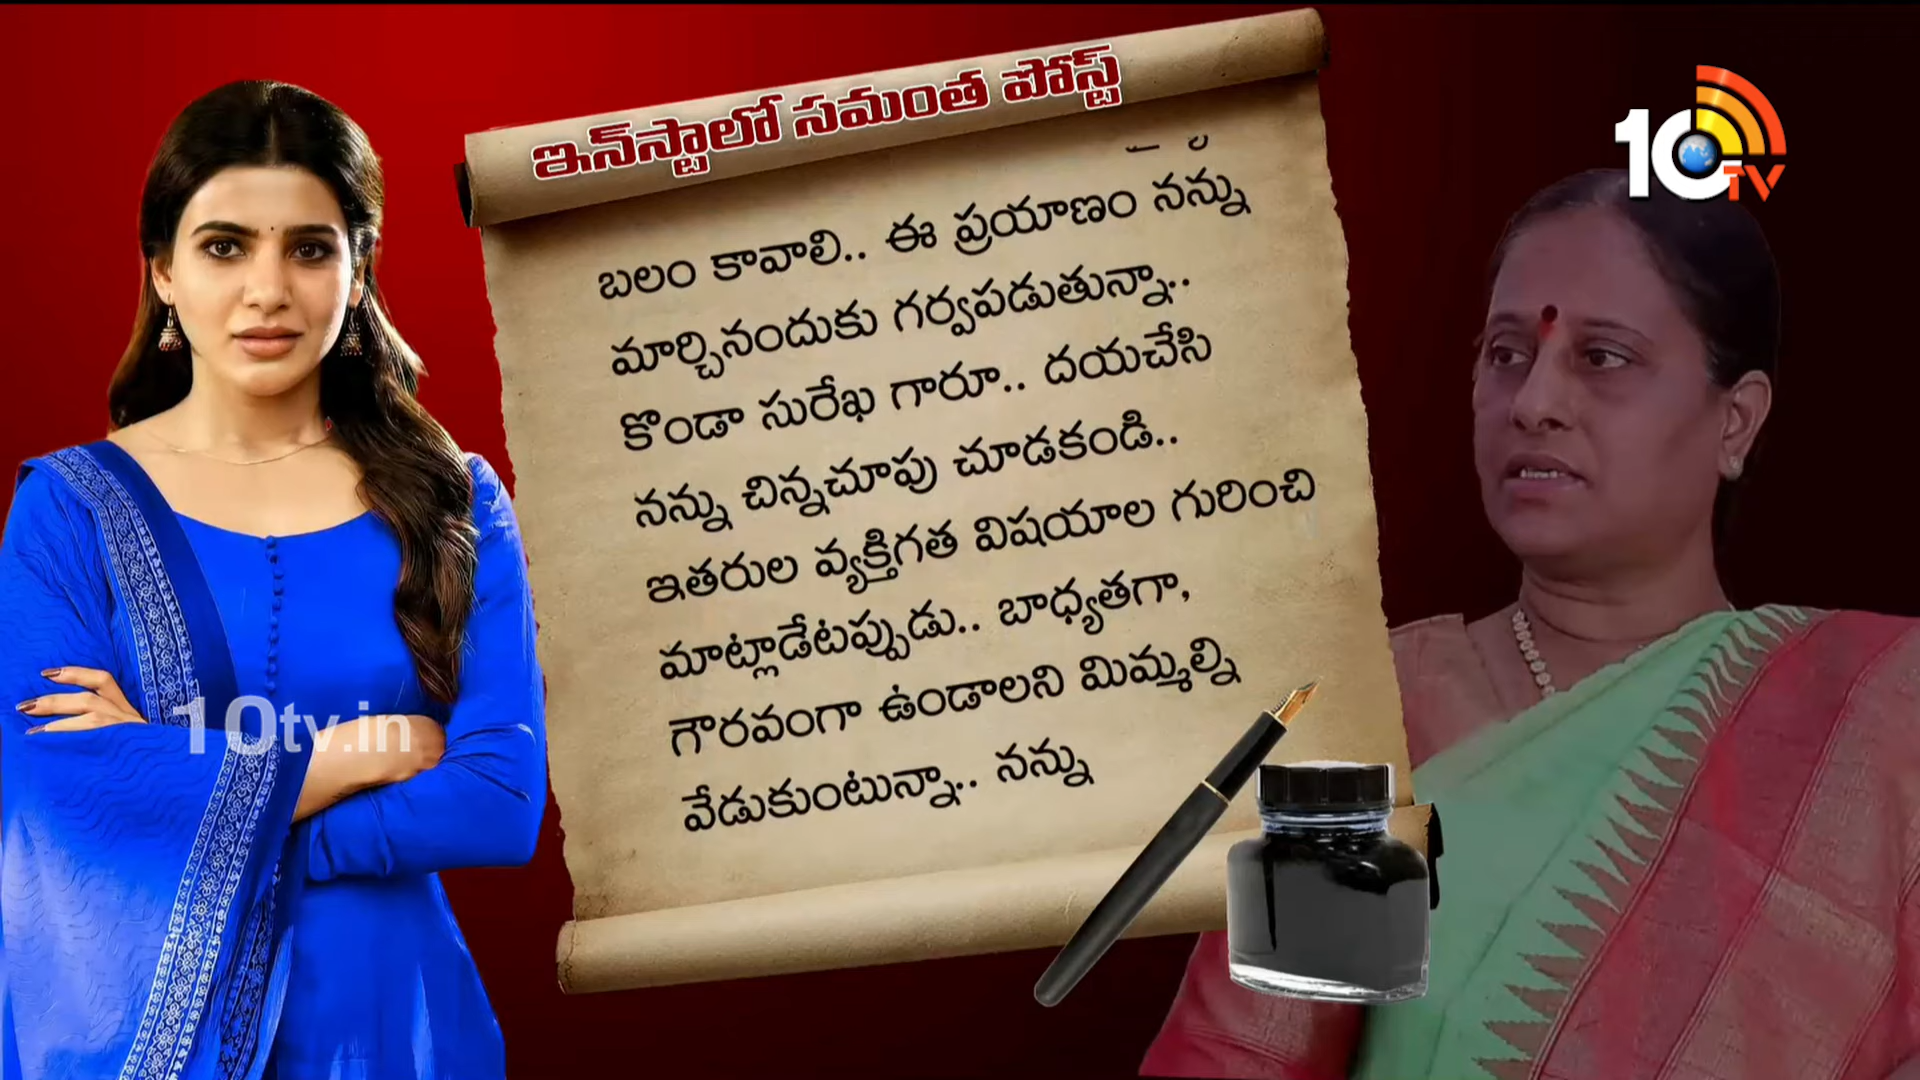 ఇన్‌స్టాలో సమంత పోస్ట్
10TV
బలం కావాలి.. ఈ ప్రయాణం నన్ను
మార్చినందుకు గర్వపడుతున్నా..
కొండా సురేఖ గారూ.. దయచేసి
నన్ను చిన్నచూపు చూడకండి..
ఇతరుల వ్యక్తిగత విషయాల గురించి
మాట్లాడేటప్పుడు.. బాధ్యతగా,
గౌరవంగా ఉండాలని మిమ్మల్ని
వేడుకుంటున్నా.. నన్ను
10tv.in